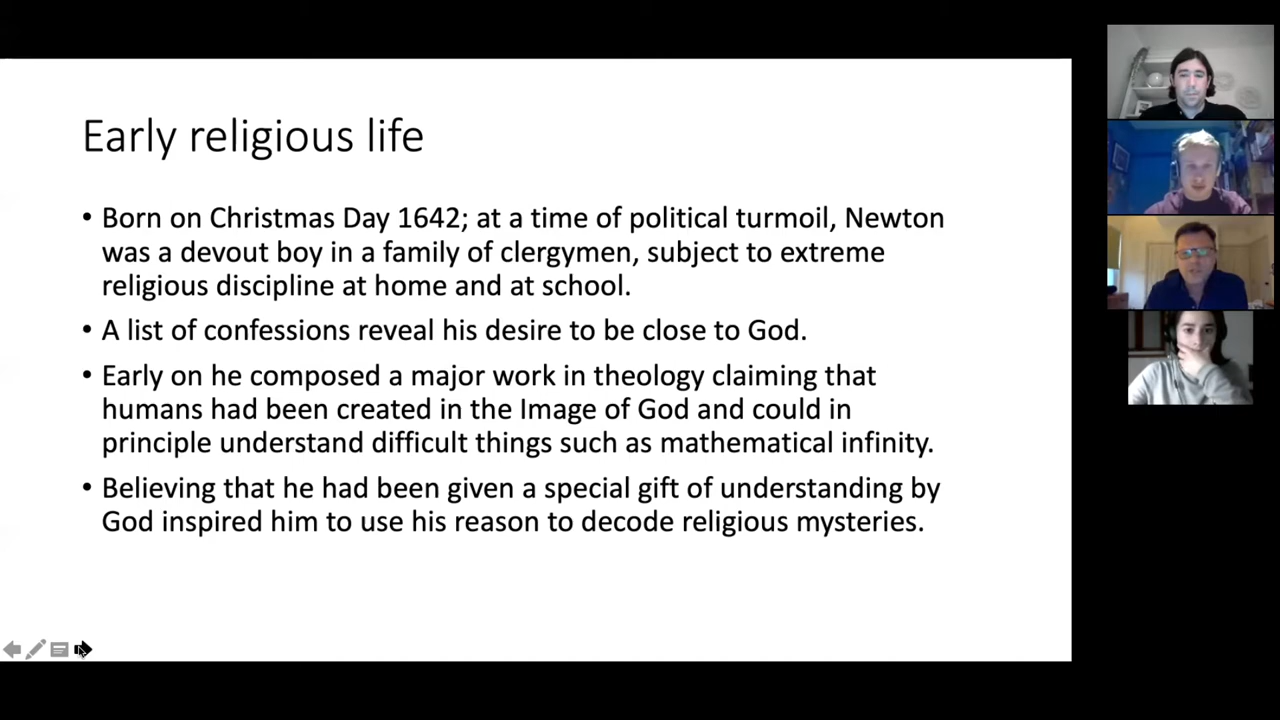 Early religious life
• Born on Christmas Day 1642; at a time of political turmoil, Newton
was a devout boy in a family of clergymen, subject to extreme
religious discipline at home and at school.
• A list of confessions reveal his desire to be close to God.
• Early on he composed a major work in theology claiming that
humans had been created in the Image of God and could in
principle understand difficult things such as mathematical infinity.
• Believing that he had been given a special gift of understanding by
God inspired him to use his reason to decode religious mysteries.